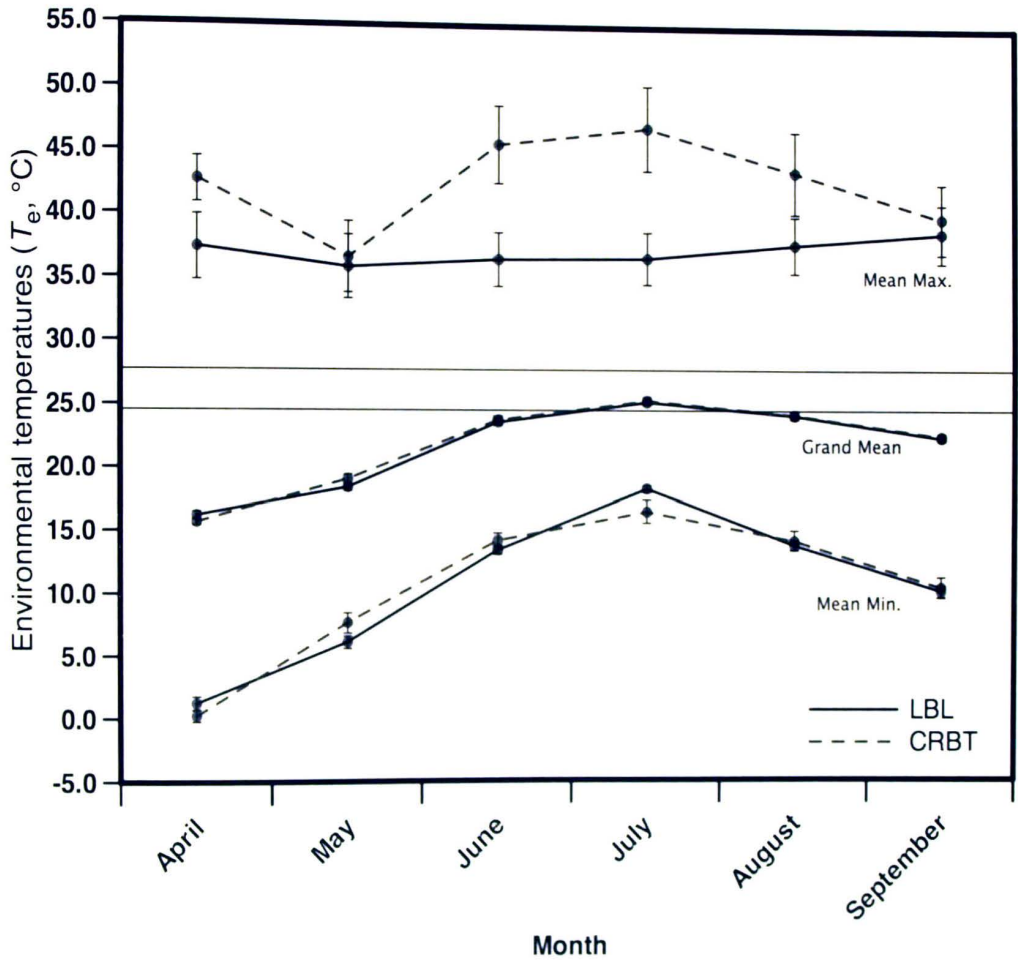 55.0
50.0
45.0
40.0
35.0
30.0
25.0
20.0
15.0
10.0
5.0
0.0
-5.0
Environmental temperatures (Te, °C)
Mean Max.
Grand Mean
Mean Min.
LBL
CRBT
April
May
June
July
August
September
Month